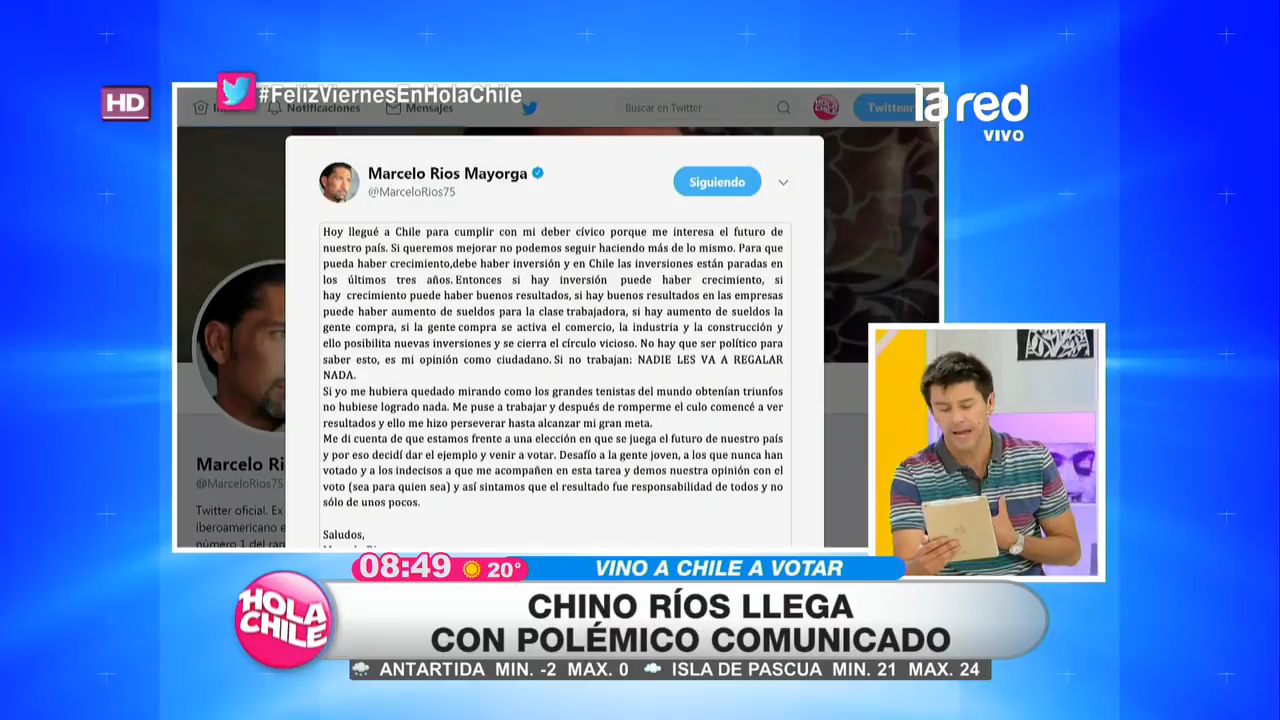 HD
#FelizViernesEnHolaChile
Notificaciones
Mensajes
Buscar en Twitter
HOLA CHILE
Twittear
la red
VIVO
Marcelo Rios Mayorga
@MarceloRios75
Siguiendo
Hoy llegué a Chile para cumplir con mi deber cívico porque me interesa el futuro de
nuestro país. Si queremos mejorar no podemos seguir haciendo más de lo mismo. Para que
pueda haber crecimiento,debe haber inversión y en Chile las inversiones están paradas en
los últimos tres años. Entonces si hay inversión puede haber crecimiento, si
hay crecimiento puede haber buenos resultados, si hay buenos resultados en las empresas
puede haber aumento de sueldos para la clase trabajadora, si hay aumento de sueldos la
gente compra, si la gente compra se activa el comercio, la industria y la construcción y
ello posibilita nuevas inversiones y se cierra el círculo vicioso. No hay que ser político para
saber esto, es mi opinión como ciudadano. Si no trabajan: NADIE LES VA A REGALAR
NADA.
Si yo me hubiera quedado mirando como los grandes tenistas del mundo obtenían triunfos
no hubiese logrado nada. Me puse a trabajar y después de romperme el culo comencé a ver
resultados y ello me hizo perseverar hasta alcanzar mi gran meta.
Me di cuenta de que estamos frente a una elección en que se juega el futuro de nuestro país
y por eso decidí dar el ejemplo y venir a votar. Desafío a la gente joven, a los que nunca han
votado y a los indecisos a que me acompañen en esta tarea y demos nuestra opinión con el
voto (sea para quien sea) y así sintamos que el resultado fue responsabilidad de todos y no
sólo de unos pocos.
Saludos,
Marcelo Ri
@MarceloRios75
Twitter oficial. Ex
iberoamericano e
número 1 del ran
08:49 20°
VINO A CHILE A VOTAR
HOLA
CHILE
CHINO RÍOS LLEGA
CON POLÉMICO COMUNICADO
ANTARTIDA MIN. -2 MAX. 0 ISLA DE PASCUA MIN. 21 MAX. 24